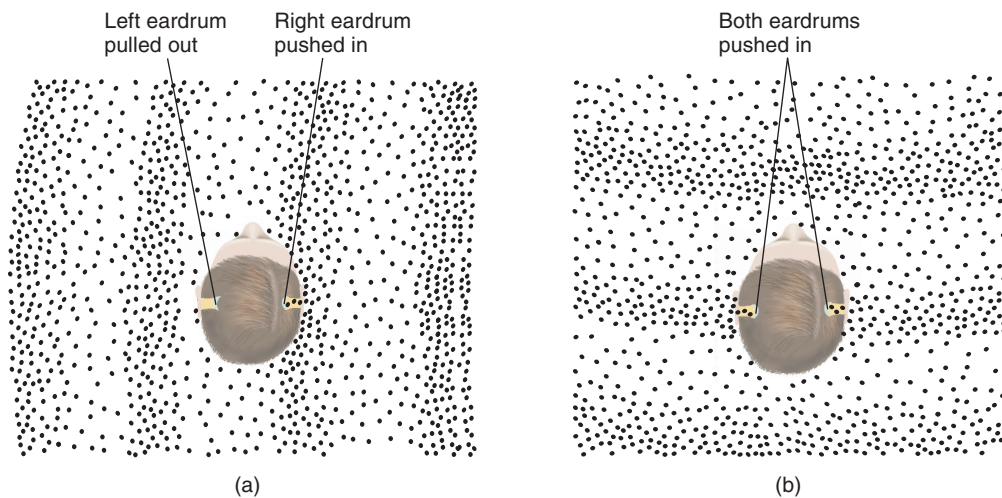 Left eardrum
pulled out
Right eardrum
pushed in
Both eardrums
pushed in
(a)
(b)